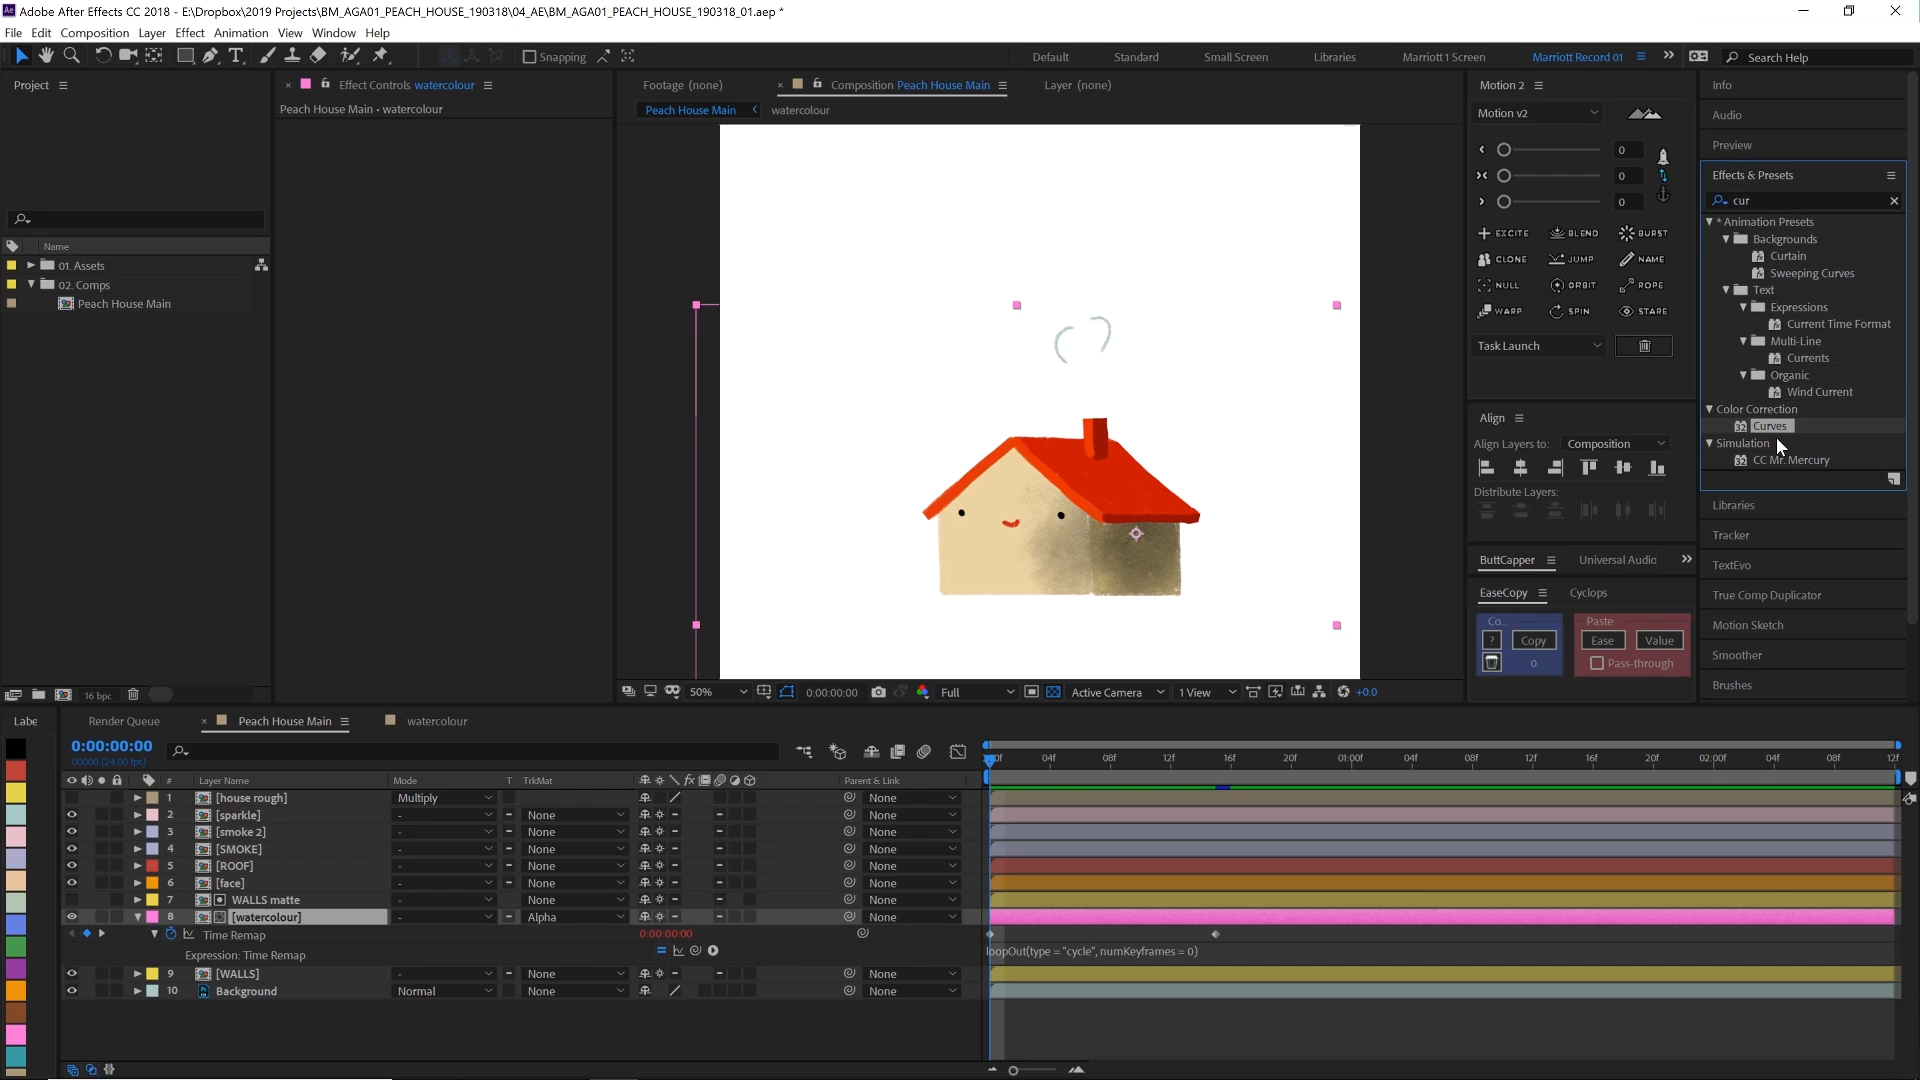 Ae Adobe After Effects CC 2018 - E:\Dropbox\2019 Projects\BM_AGA01_PEACH_HOUSE_190318\04_AE\BM_AGA01_PEACH_HOUSE_190318_01.aep *
File Edit Composition Layer Effect Animation View Window Help
Snapping Default Standard Small Screen Libraries Marriott 1 Screen Marriott Record 01 Search Help
Project
Effect Controls watercolour
Peach House Main • watercolour
Name
01. Assets
02. Comps
Peach House Main
16 bpc
Footage (none) Composition Peach House Main Layer (none)
Peach House Main watercolour
50% 0:00:00:00 Full Active Camera 1 View +0.0
Motion 2
Motion v2
0
0
0
EXCITE BLEND BURST
CLONE JUMP NAME
NULL ORBIT ROPE
WARP SPIN STARE
Task Launch
Align
Align Layers to: Composition
Distribute Layers:
ButtCapper Universal Audio
EaseCopy Cyclops
Co... Paste
? Copy Ease Value
0 Pass-through
Info
Audio
Preview
Effects & Presets
cur
* Animation Presets
Backgrounds
Curtain
Sweeping Curves
Text
Expressions
Current Time Format
Multi-Line
Currents
Organic
Wind Current
Color Correction
32 Curves
Simulation
32 CC Mr. Mercury
Libraries
Tracker
TextEvo
True Comp Duplicator
Motion Sketch
Smoother
Brushes
Labe Render Queue Peach House Main watercolour
0:00:00:00
00000 (24.00 fps)
04f 08f 12f 16f 20f 01:00f 04f 08f 12f 16f 20f 02:00f 04f 08f 12f
# Layer Name Mode T TrkMat fx Parent & Link
1 [house rough] Multiply None
2 [sparkle] - None None
3 [smoke 2] - None None
4 [SMOKE] - None None
5 [ROOF] - None None
6 [face] - None None
7 WALLS matte - None None
8 [watercolour] - Alpha None
Time Remap 0:00:00:00
Expression: Time Remap loopOut(type = "cycle", numKeyframes = 0)
9 [WALLS] - None None
10 Background Normal None None